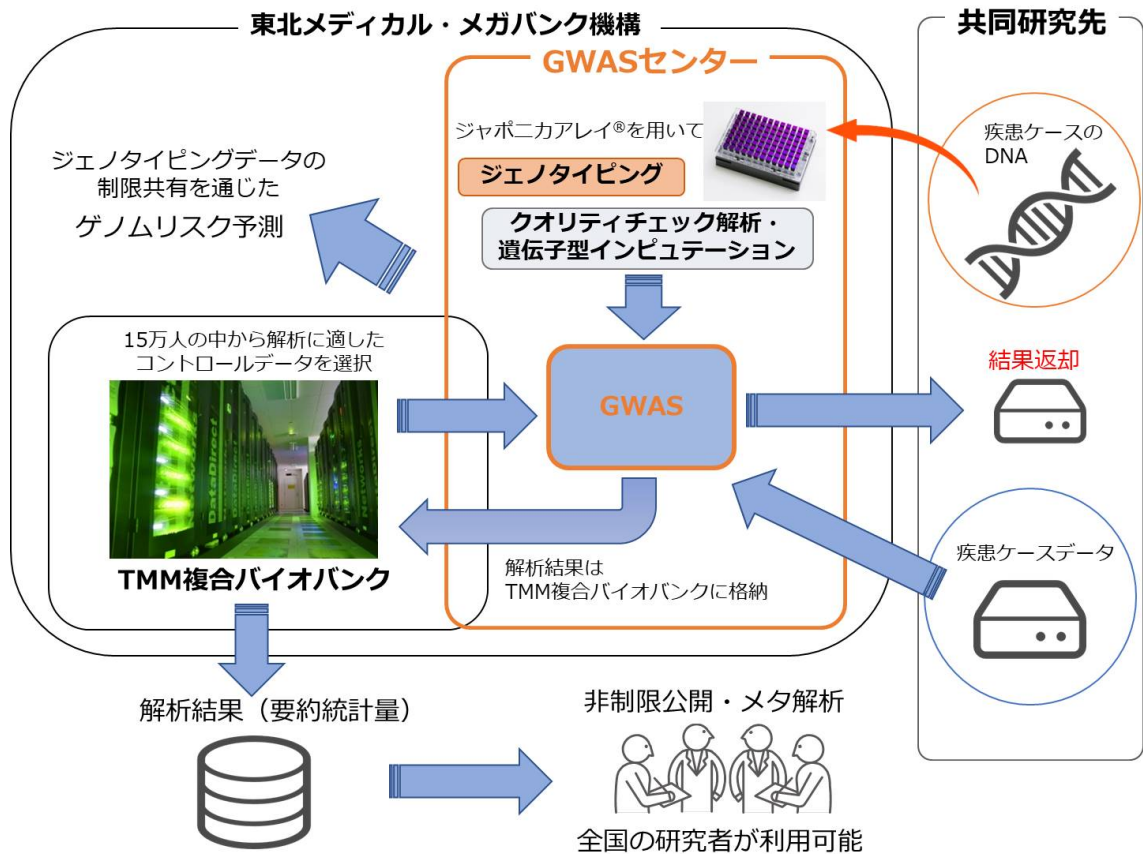 東北メディカル・メガバンク機構
共同研究先
GWASセンター
ジャポニカアレイ®を用いて
ジェノタイピング
クオリティチェック解析・
遺伝子型インピュテーション
疾患ケースの
DNA
ジェノタイピングデータの
制限共有を通じた
ゲノムリスク予測
15万人の中から解析に適した
コントロールデータを選択
DataDirect
TMM複合バイオバンク
GWAS
結果返却
解析結果は
TMM複合バイオバンクに格納
疾患ケースデータ
解析結果（要約統計量）
非制限公開・メタ解析
全国の研究者が利用可能